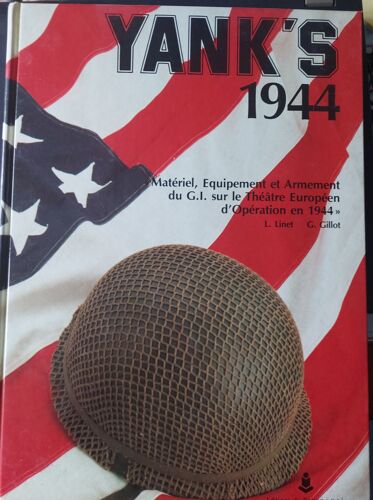 YANK'S
1944
Matériel, Equipement et Armement
du G.I. sur le Théâtre Européen
d'Opération en 1944»
L. Linet G. Gillot